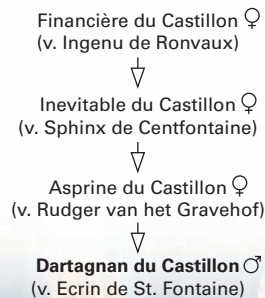 Financière du Castillon ♀
(v. Ingenu de Ronvaux)
Inevitable du Castillon ♀
(v. Sphinx de Centfontaine)
Asprine du Castillon ♀
(v. Rudger van het Gravehof)
Dartagnan du Castillon ♂
(v. Ecrin de St. Fontaine)